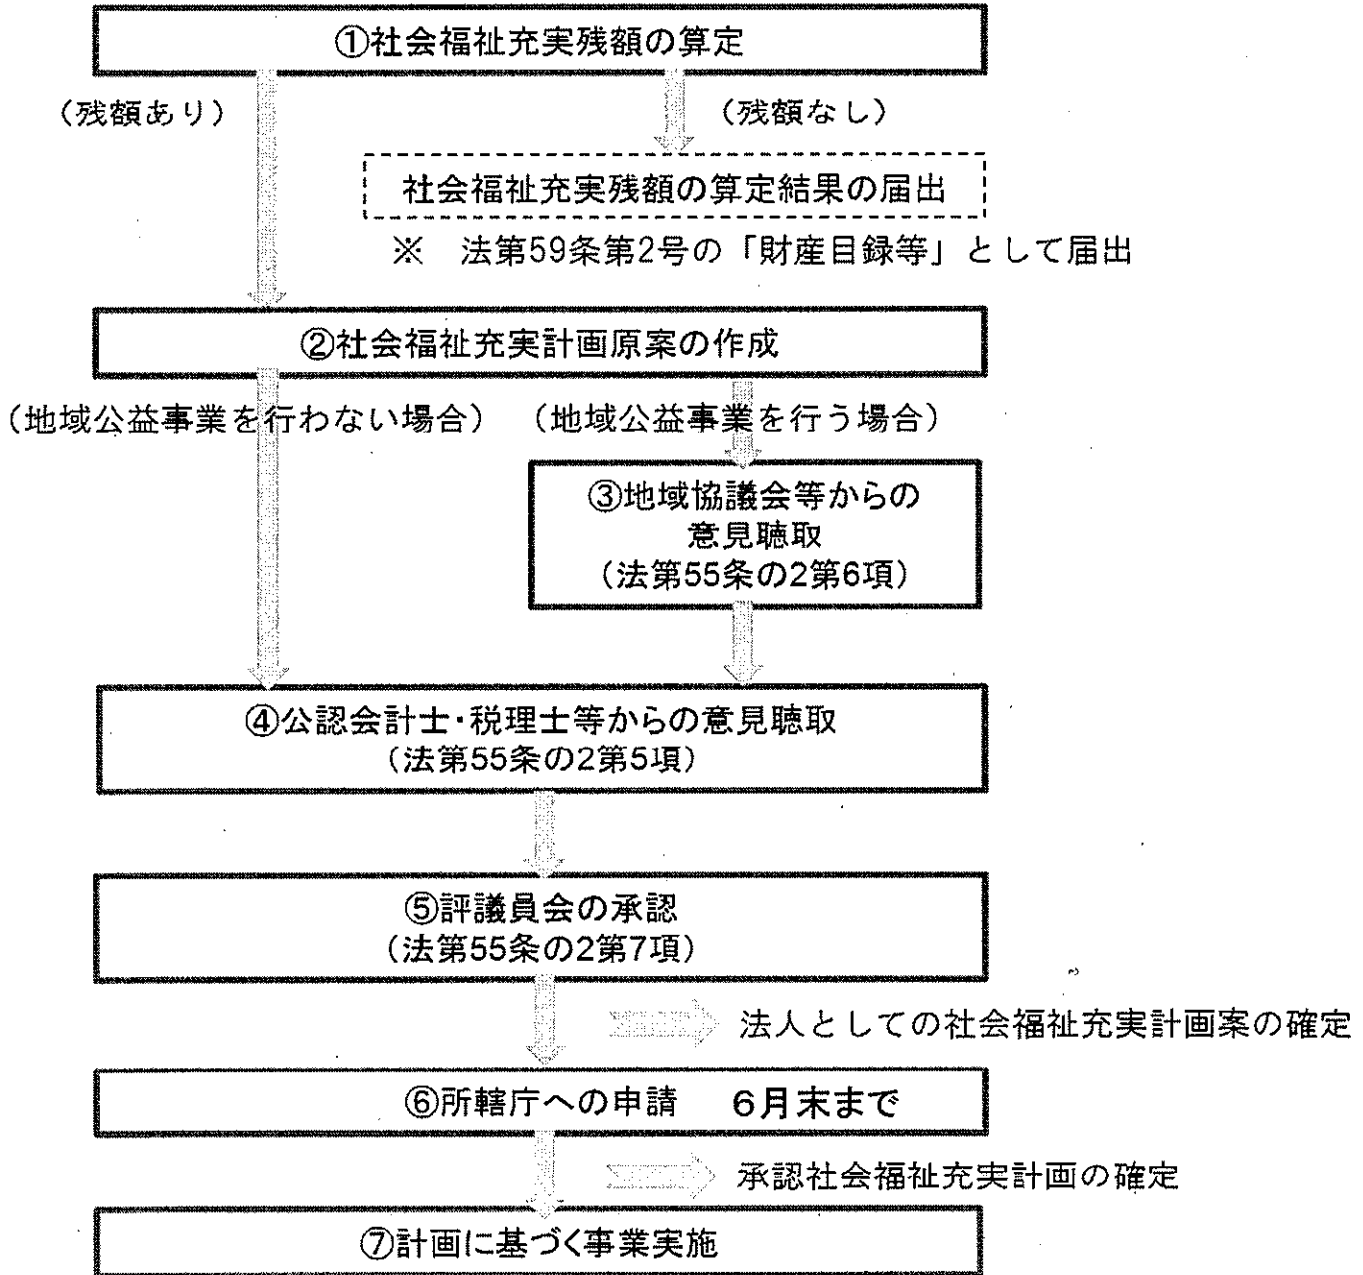 ①社会福祉充実残額の算定
（残額あり）
（残額なし）
社会福祉充実残額の算定結果の届出
※　法第59条第2号の「財産目録等」として届出
②社会福祉充実計画原案の作成
（地域公益事業を行わない場合）
（地域公益事業を行う場合）
③地域協議会等からの
意見聴取
（法第55条の2第6項）
④公認会計士・税理士等からの意見聴取
（法第55条の2第5項）
⑤評議員会の承認
（法第55条の2第7項）
法人としての社会福祉充実計画案の確定
⑥所轄庁への申請　６月末まで
承認社会福祉充実計画の確定
⑦計画に基づく事業実施